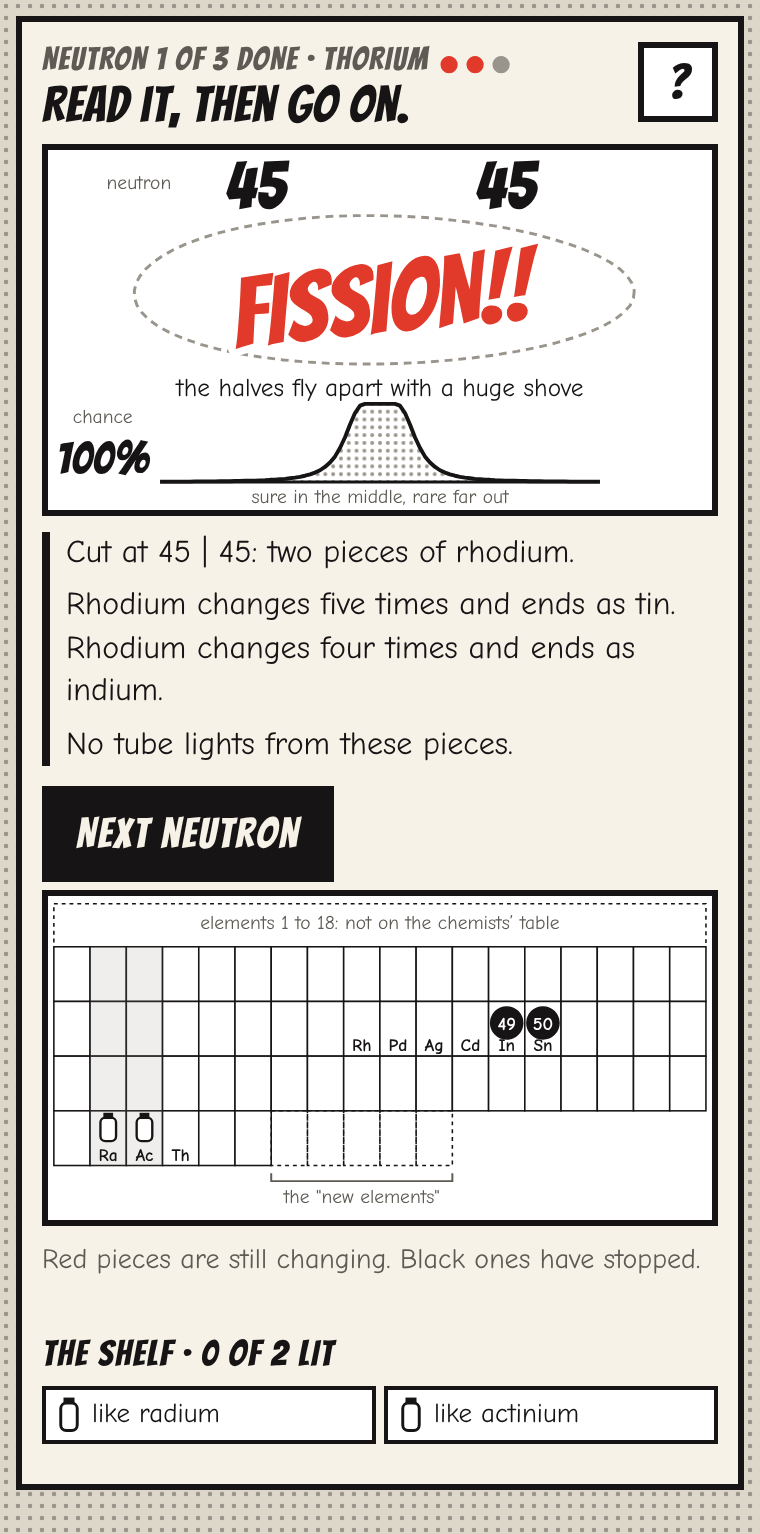 NEUTRON 1 OF 3 DONE · THORIUM
READ IT, THEN GO ON.
?
neutron
45
45
FISSION!!
the halves fly apart with a huge shove
chance
100%
sure in the middle, rare far out
Cut at 45 | 45: two pieces of rhodium.
Rhodium changes five times and ends as tin.
Rhodium changes four times and ends as
indium.
No tube lights from these pieces.
NEXT NEUTRON
elements 1 to 18: not on the chemists' table
49
50
Rh
Pd
Ag
Cd
In
Sn
Ra
Ac
Th
the "new elements"
Red pieces are still changing. Black ones have stopped.
THE SHELF · 0 OF 2 LIT
like radium
like actinium